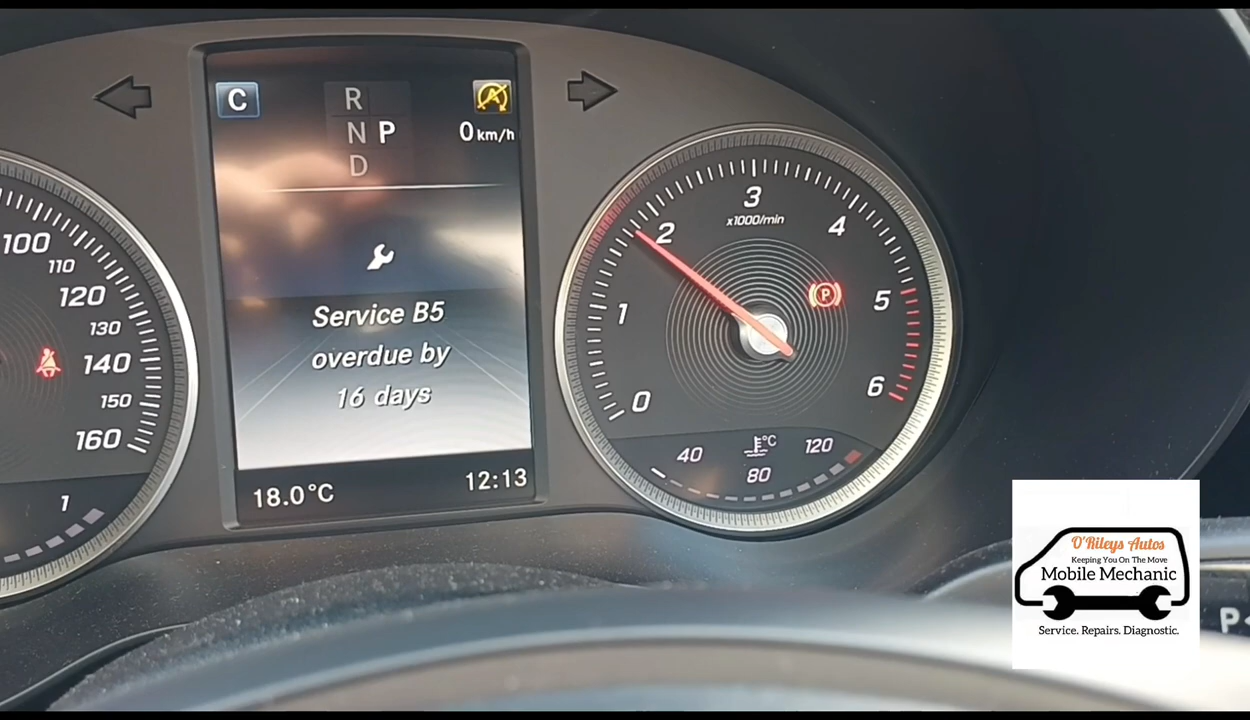 C
R
N P
D
A
0 km/h
Service B5
overdue by
16 days
18.0°C
12:13
100
110
120
130
140
150
160
1
0
1
2
3
4
5
6
x1000/min
P
40
°C
80
120
O'Rileys Autos
Keeping You On The Move
Mobile Mechanic
Service. Repairs. Diagnostic.
P